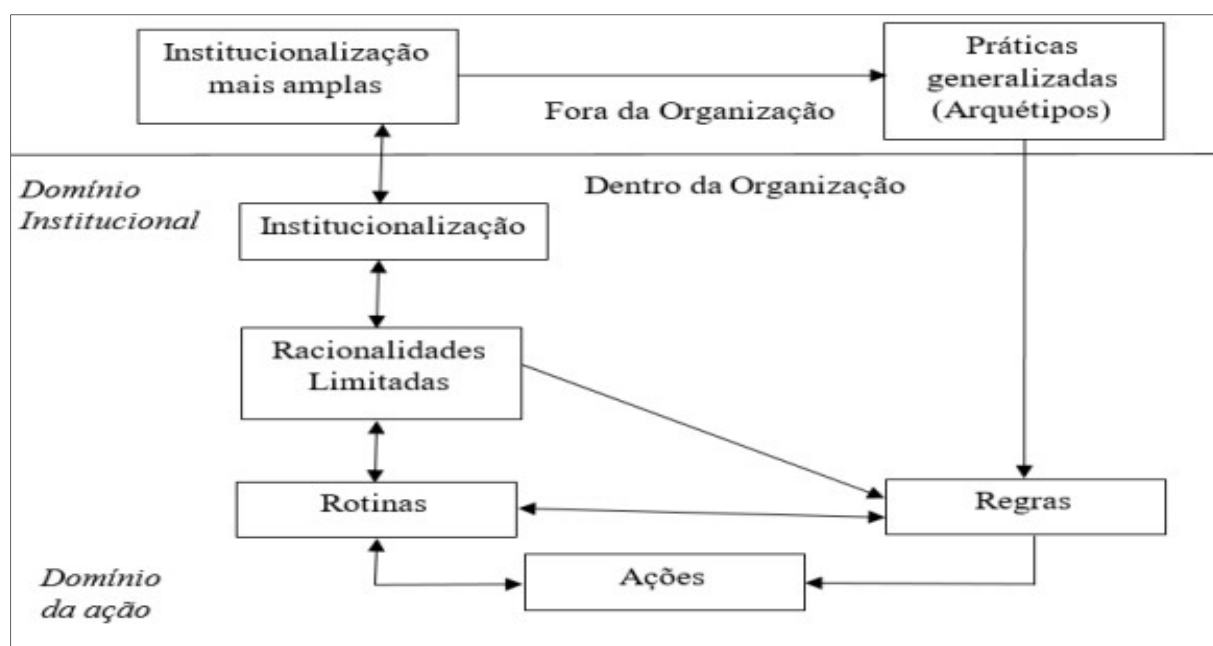 Institucionalização
mais amplas
Práticas
generalizadas
(Arquétipos)
Fora da Organização
Domínio
Institucional
Dentro da Organização
Institucionalização
Racionalidades
Limitadas
Rotinas
Regras
Domínio
da ação
Ações